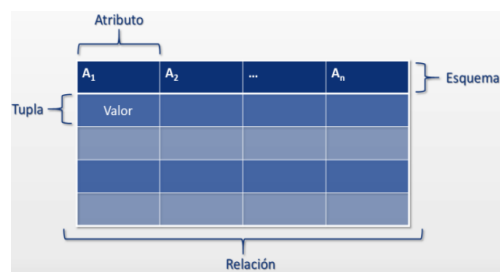 Atributo
A1 A2 ... An
Esquema
Tupla
Valor
Relación